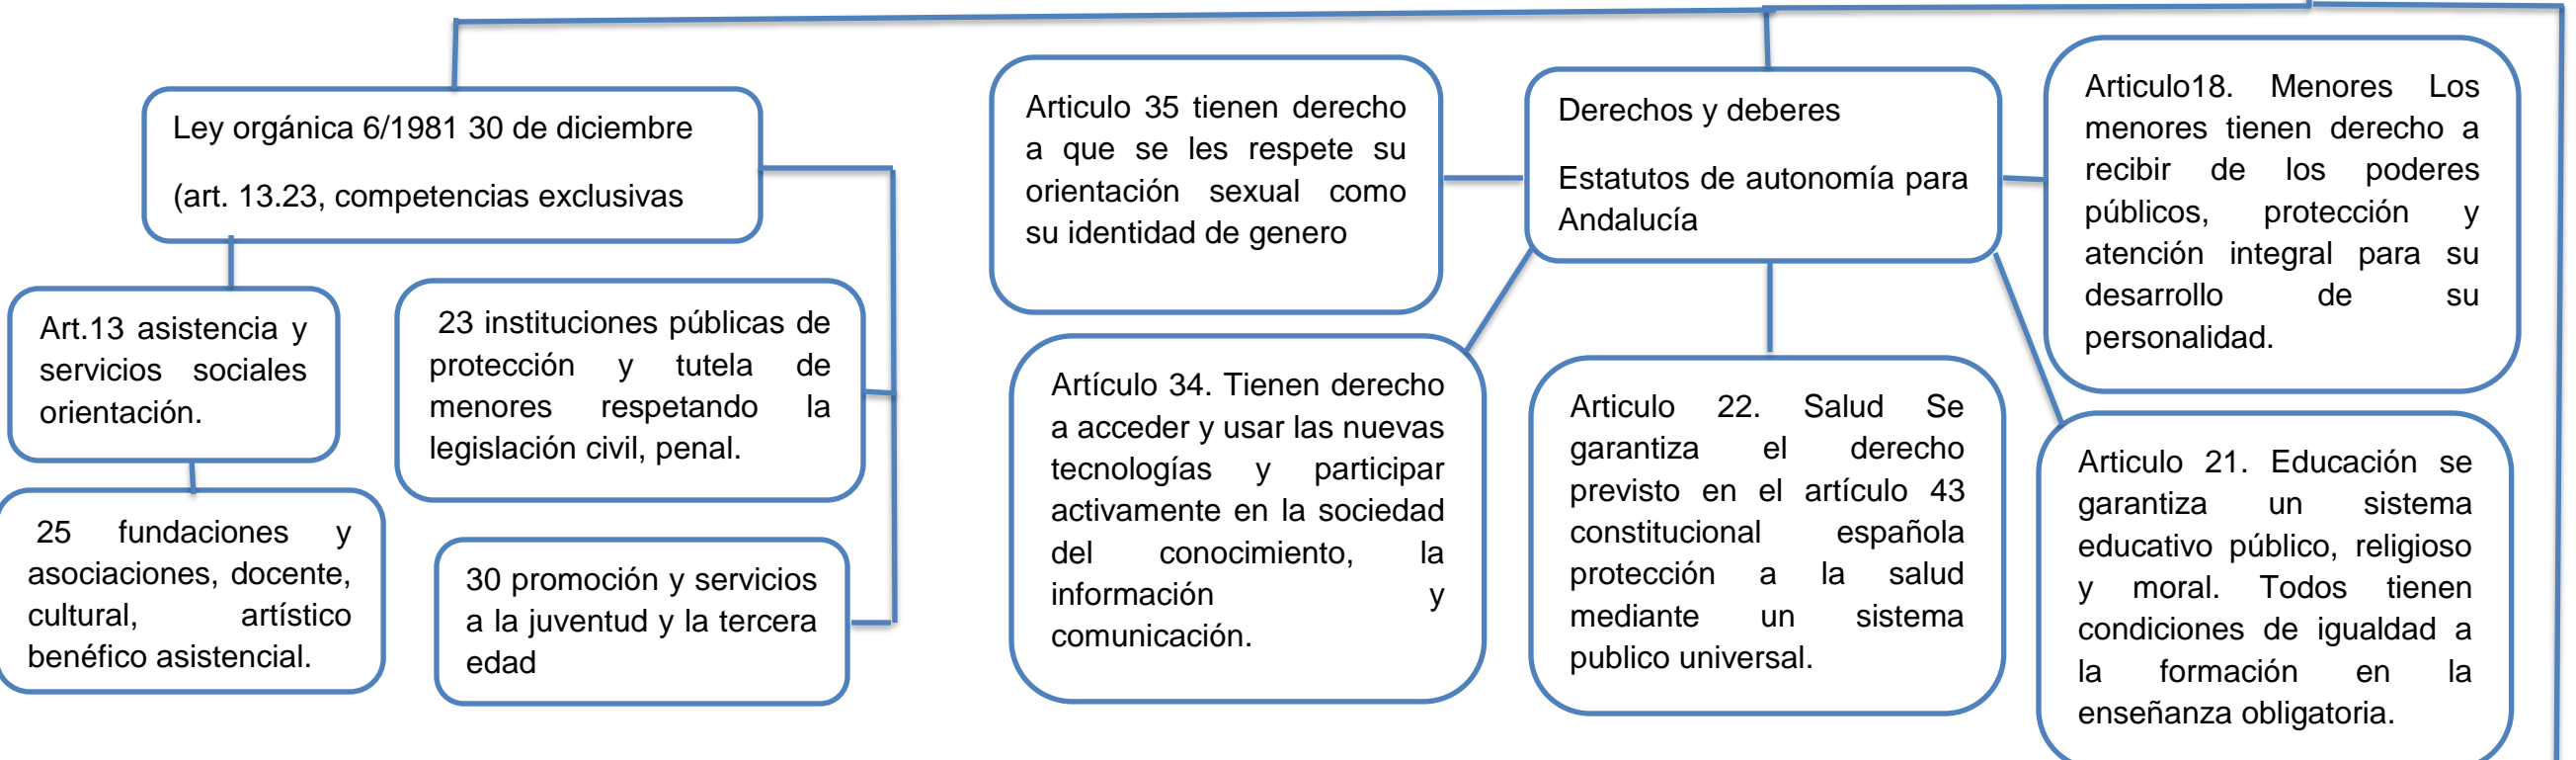 Ley orgánica 6/1981 30 de diciembre
(art. 13.23, competencias exclusivas
Art.13 asistencia y
servicios sociales
orientación.
25 fundaciones y
asociaciones, docente,
cultural, artístico
benéfico asistencial.
23 instituciones públicas de
protección y tutela de
menores respetando la
legislación civil, penal.
30 promoción y servicios
a la juventud y la tercera
edad
Articulo 35 tienen derecho
a que se les respete su
orientación sexual como
su identidad de genero
Derechos y deberes
Estatutos de autonomía para
Andalucía
Articulo18. Menores Los
menores tienen derecho a
recibir de los poderes
públicos, protección y
atención integral para su
desarrollo de su
personalidad.
Artículo 34. Tienen derecho
a acceder y usar las nuevas
tecnologías y participar
activamente en la sociedad
del conocimiento, la
información y
comunicación.
Articulo 22. Salud Se
garantiza el derecho
previsto en el artículo 43
constitucional española
protección a la salud
mediante un sistema
publico universal.
Articulo 21. Educación se
garantiza un sistema
educativo público, religioso
y moral. Todos tienen
condiciones de igualdad a
la formación en la
enseñanza obligatoria.